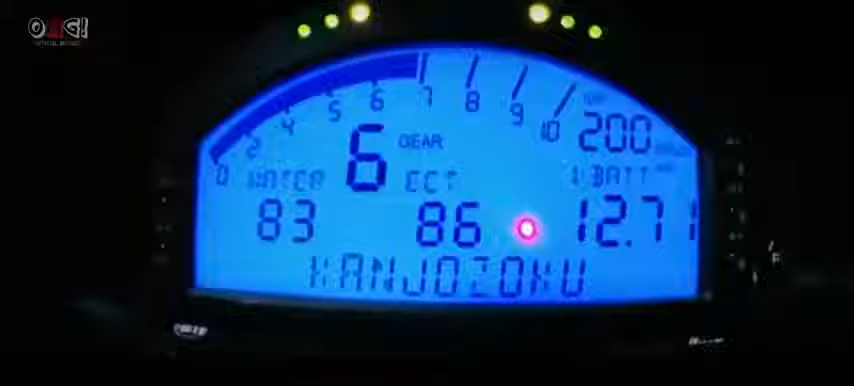 OMG!
0 2 4 5 6 7 8 9 10
200
6 GEAR
WATER ECT V BATT
83 86 12.71
KANJOZOKU